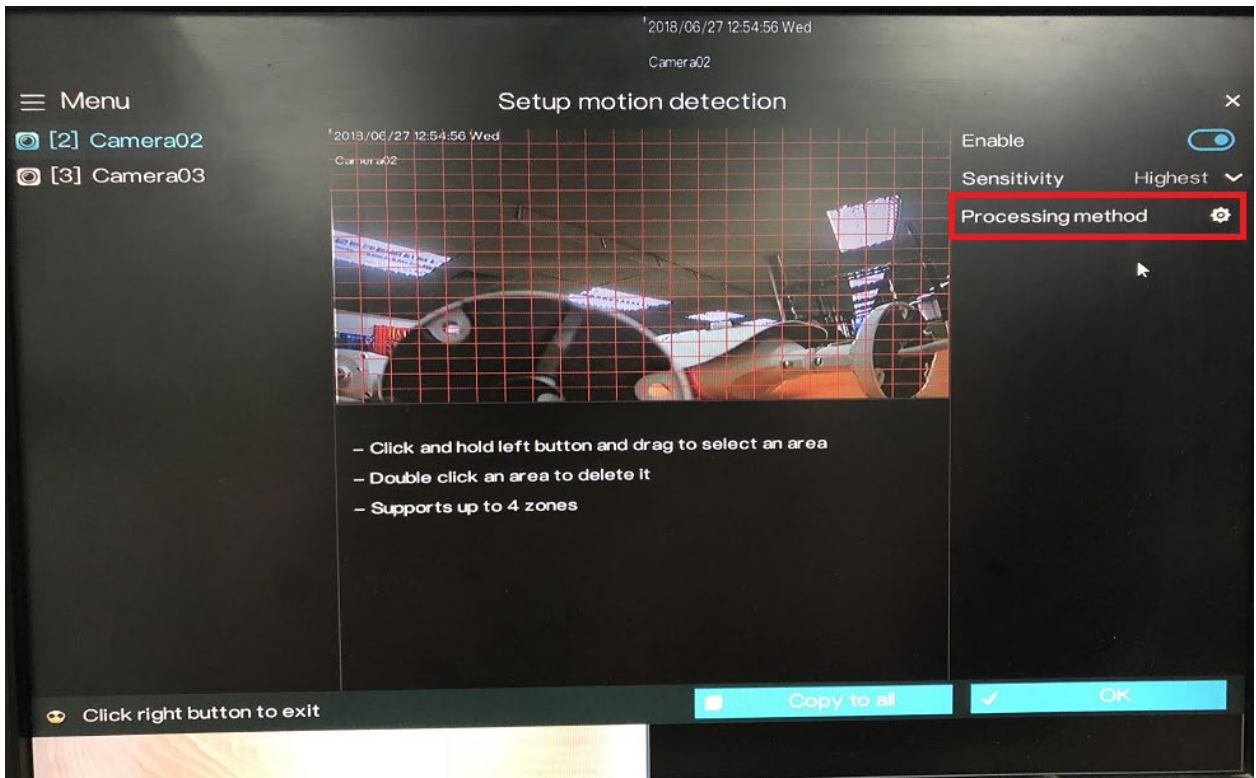 2018/06/27 12:54:56 Wed
Camera02
Menu
Setup motion detection
[2] Camera02
[3] Camera03
2018/06/27 12:54:56 Wed
Camera02
Enable
Sensitivity Highest
Processing method
– Click and hold left button and drag to select an area
– Double click an area to delete it
– Supports up to 4 zones
Click right button to exit
Copy to all
OK